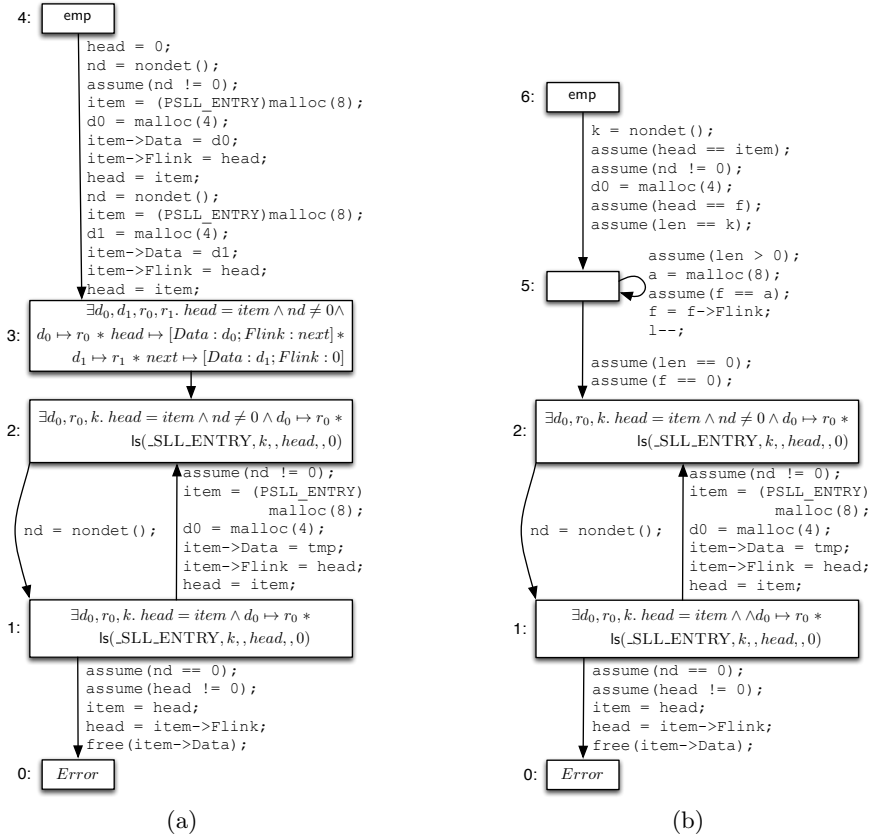 4:
emp
head = 0;
nd = nondet();
assume(nd != 0);
item = (PSLL_ENTRY)malloc(8);
d0 = malloc(4);
item->Data = d0;
item->Flink = head;
head = item;
nd = nondet();
item = (PSLL_ENTRY)malloc(8);
d1 = malloc(4);
item->Data = d1;
item->Flink = head;
head = item;
3:
∃d₀, d₁, r₀, r₁. head = item ∧ nd ≠ 0∧
d₀ ↦ r₀ * head ↦ [Data : d₀; Flink : next] *
d₁ ↦ r₁ * next ↦ [Data : d₁; Flink : 0]
2:
∃d₀, r₀, k. head = item ∧ nd ≠ 0 ∧ d₀ ↦ r₀ *
ls(_SLL_ENTRY, k, , head, , 0)
nd = nondet();
assume(nd != 0);
item = (PSLL_ENTRY)
malloc(8);
d0 = malloc(4);
item->Data = tmp;
item->Flink = head;
head = item;
1:
∃d₀, r₀, k. head = item ∧ d₀ ↦ r₀ *
ls(_SLL_ENTRY, k, , head, , 0)
assume(nd == 0);
assume(head != 0);
item = head;
head = item->Flink;
free(item->Data);
0:
Error
(a)
6:
emp
k = nondet();
assume(head == item);
assume(nd != 0);
d0 = malloc(4);
assume(head == f);
assume(len == k);
5:
assume(len > 0);
a = malloc(8);
assume(f == a);
f = f->Flink;
l--;
assume(len == 0);
assume(f == 0);
2:
∃d₀, r₀, k. head = item ∧ nd ≠ 0 ∧ d₀ ↦ r₀ *
ls(_SLL_ENTRY, k, , head, , 0)
nd = nondet();
assume(nd != 0);
item = (PSLL_ENTRY)
malloc(8);
d0 = malloc(4);
item->Data = tmp;
item->Flink = head;
head = item;
1:
∃d₀, r₀, k. head = item ∧ ∧d₀ ↦ r₀ *
ls(_SLL_ENTRY, k, , head, , 0)
assume(nd == 0);
assume(head != 0);
item = head;
head = item->Flink;
free(item->Data);
0:
Error
(b)